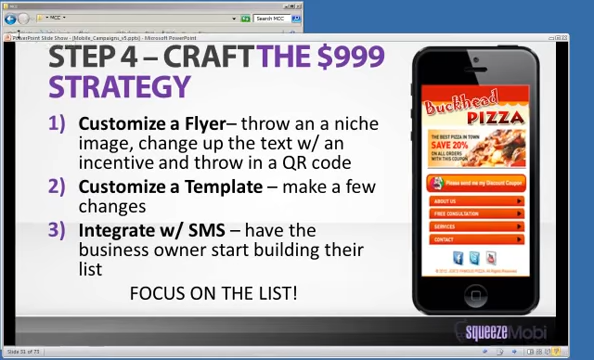 MCC
Search MCC
PowerPoint Slide Show - [Mobile_Campaigns_v5.pptx] - Microsoft PowerPoint
STEP 4 – CRAFT THE $999
STRATEGY
1) Customize a Flyer– throw an a niche
image, change up the text w/ an
incentive and throw in a QR code
2) Customize a Template – make a few
changes
3) Integrate w/ SMS – have the
business owner start building their
list
FOCUS ON THE LIST!
Buckhead
PIZZA
THE BEST PIZZA IN TOWN
SAVE 20%
ON ALL ORDERS
WITH THIS COUPON
Please send me my Discount Coupon
ABOUT US
FREE CONSULTATION
SERVICES
CONTACT
squeezeMobi